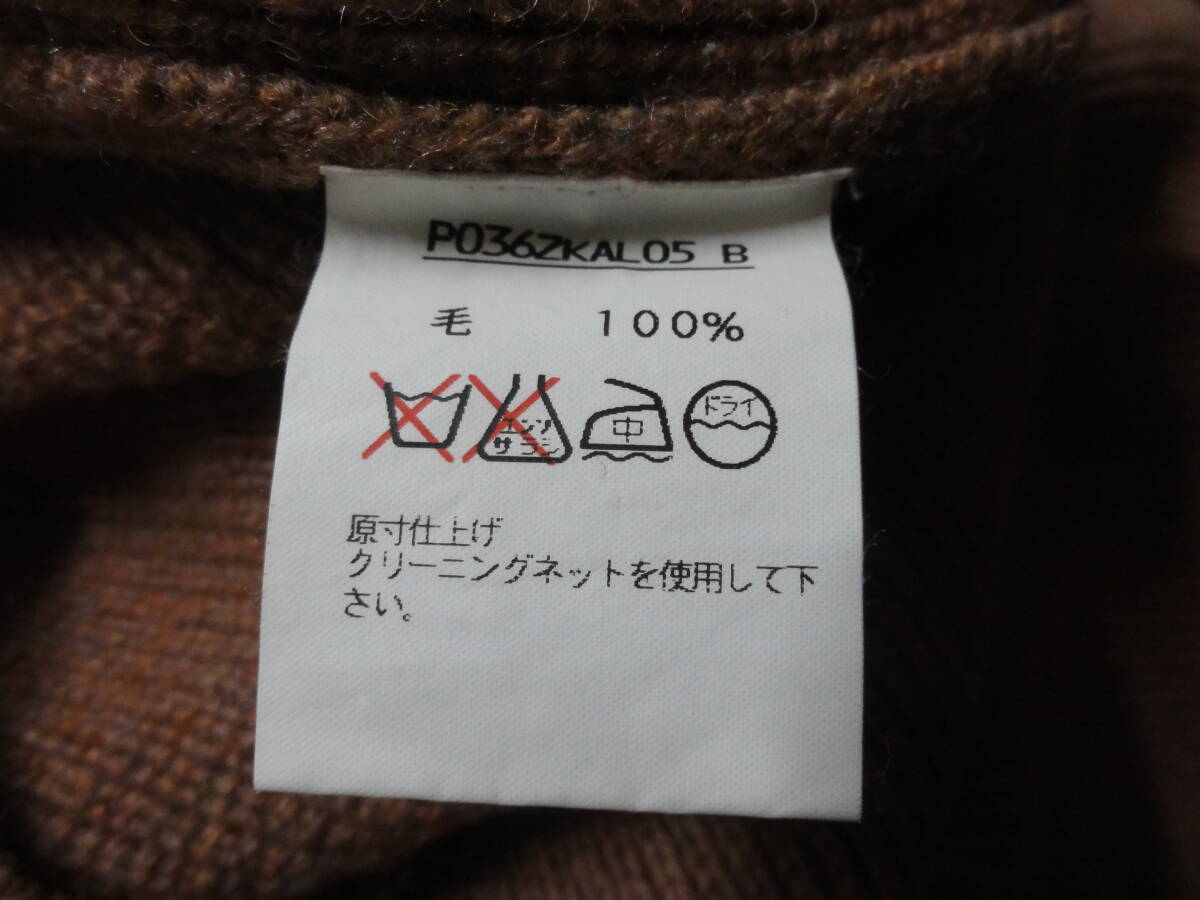 P036ZKAL05 B
毛 100%
エンソ
サラシ
中
ドライ
原寸仕上げ
クリーニングネットを使用して下
さい。